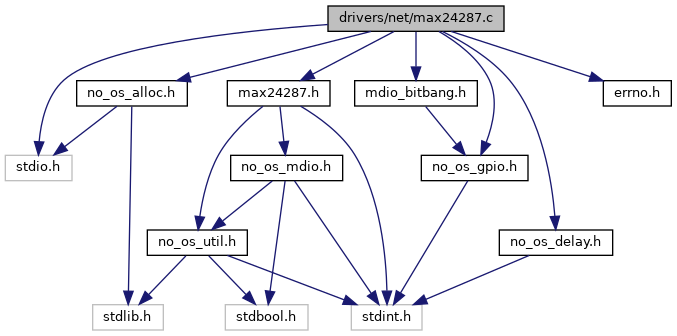 drivers/net/max24287.c
no_os_alloc.h
max24287.h
mdio_bitbang.h
errno.h
stdio.h
no_os_mdio.h
no_os_gpio.h
no_os_util.h
no_os_delay.h
stdlib.h
stdbool.h
stdint.h